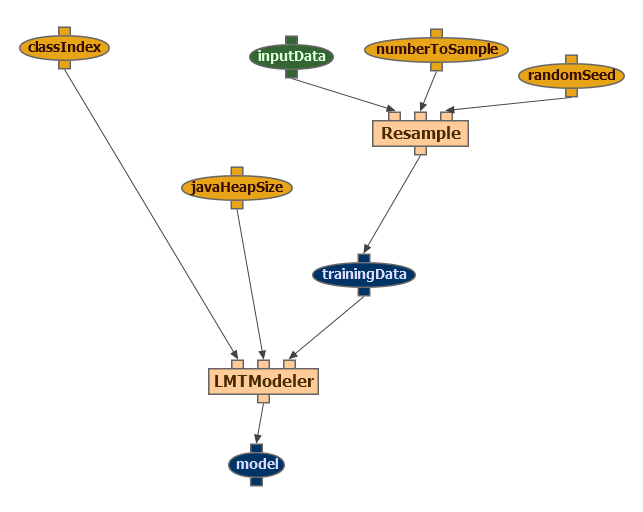 classIndex
inputData
numberToSample
randomSeed
Resample
javaHeapSize
trainingData
LMTModeler
model